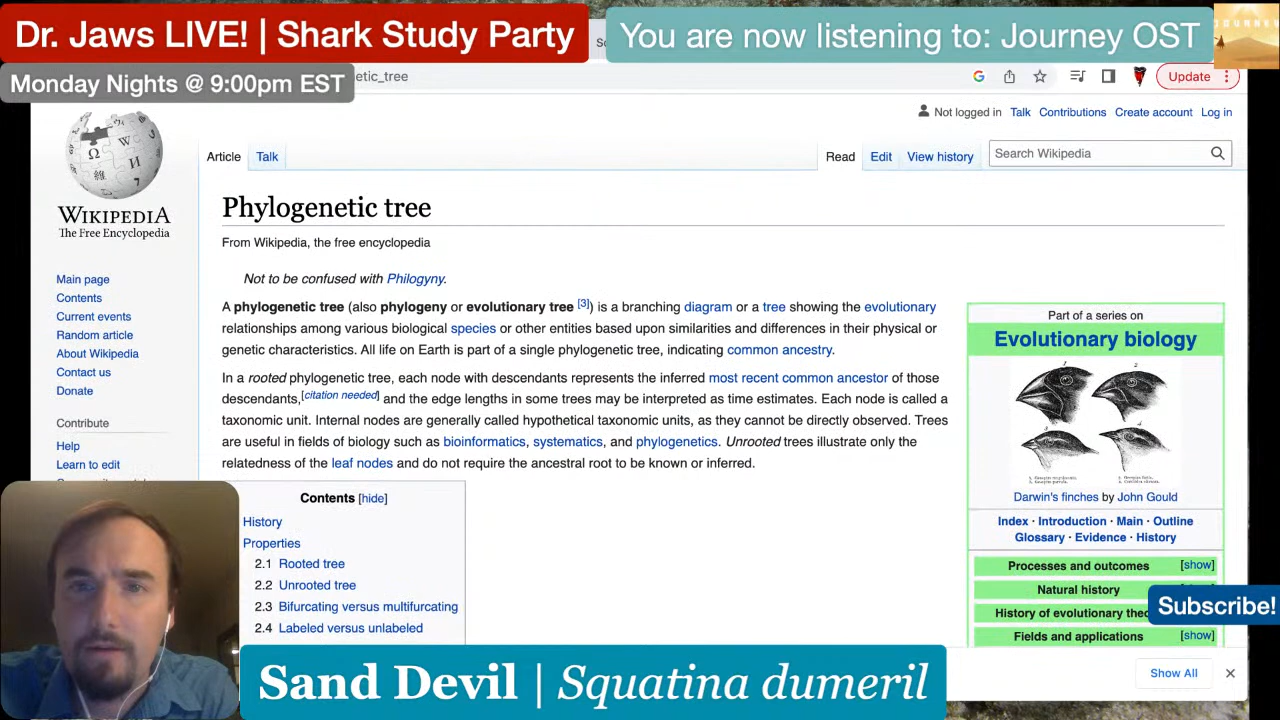 Dr. Jaws LIVE! | Shark Study Party
You are now listening to: Journey OST
JOURNEY
Monday Nights @ 9:00pm EST
etic_tree
Update
Not logged in Talk Contributions Create account Log in
Article Talk
Read Edit View history
Search Wikipedia
WIKIPEDIA
The Free Encyclopedia
Main page
Contents
Current events
Random article
About Wikipedia
Contact us
Donate
Contribute
Help
Learn to edit
Phylogenetic tree
From Wikipedia, the free encyclopedia
Not to be confused with Philogyny.
A phylogenetic tree (also phylogeny or evolutionary tree [3]) is a branching diagram or a tree showing the evolutionary
relationships among various biological species or other entities based upon similarities and differences in their physical or
genetic characteristics. All life on Earth is part of a single phylogenetic tree, indicating common ancestry.
In a rooted phylogenetic tree, each node with descendants represents the inferred most recent common ancestor of those
descendants,[citation needed] and the edge lengths in some trees may be interpreted as time estimates. Each node is called a
taxonomic unit. Internal nodes are generally called hypothetical taxonomic units, as they cannot be directly observed. Trees
are useful in fields of biology such as bioinformatics, systematics, and phylogenetics. Unrooted trees illustrate only the
relatedness of the leaf nodes and do not require the ancestral root to be known or inferred.
Contents [hide]
History
Properties
2.1 Rooted tree
2.2 Unrooted tree
2.3 Bifurcating versus multifurcating
2.4 Labeled versus unlabeled
Part of a series on
Evolutionary biology
Darwin's finches by John Gould
Index · Introduction · Main · Outline
Glossary · Evidence · History
Processes and outcomes [show]
Natural history
History of evolutionary theo
Fields and applications [show]
Subscribe!
Show All
Sand Devil | Squatina dumeril